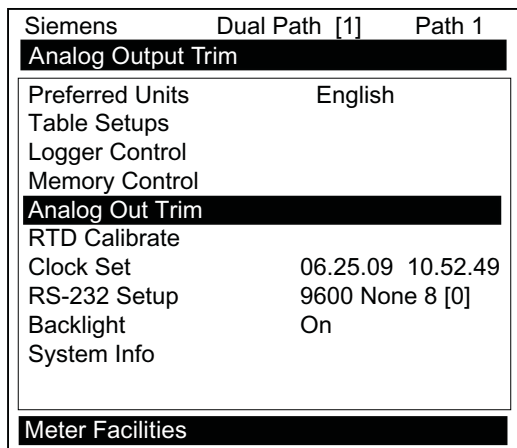 Siemens Dual Path [1] Path 1
Analog Output Trim
Preferred Units English
Table Setups
Logger Control
Memory Control
Analog Out Trim
RTD Calibrate
Clock Set 06.25.09 10.52.49
RS-232 Setup 9600 None 8 [0]
Backlight On
System Info
Meter Facilities